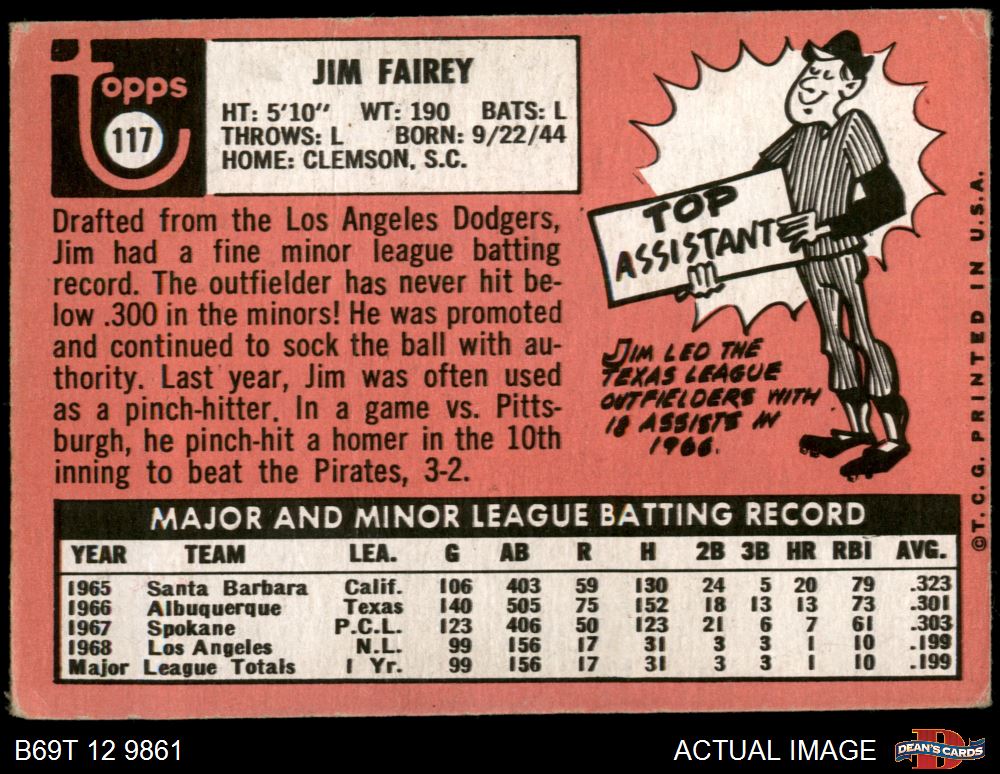 Topps
117
JIM FAIREY
HT: 5'10" WT: 190 BATS: L
THROWS: L BORN: 9/22/44
HOME: CLEMSON, S.C.
Drafted from the Los Angeles Dodgers,
Jim had a fine minor league batting
record. The outfielder has never hit be-
low .300 in the minors! He was promoted
and continued to sock the ball with au-
thority. Last year, Jim was often used
as a pinch-hitter. In a game vs. Pitts-
burgh, he pinch-hit a homer in the 10th
inning to beat the Pirates, 3-2.
TOP
ASSISTANT
JIM LED THE
TEXAS LEAGUE
OUTFIELDERS WITH
18 ASSISTS IN
1966.
©T.C.G. PRINTED IN U.S.A.
MAJOR AND MINOR LEAGUE BATTING RECORD
YEAR TEAM LEA. G AB R H 2B 3B HR RBI AVG.
1965 Santa Barbara Calif. 106 403 59 130 24 5 20 79 .323
1966 Albuquerque Texas 140 505 75 152 18 13 13 73 .301
1967 Spokane P.C.L. 123 406 50 123 21 6 7 61 .303
1968 Los Angeles N.L. 99 156 17 31 3 3 1 10 .199
Major League Totals 1 Yr. 99 156 17 31 3 3 1 10 .199
B69T 12 9861
ACTUAL IMAGE
D
DEAN'S CARDS